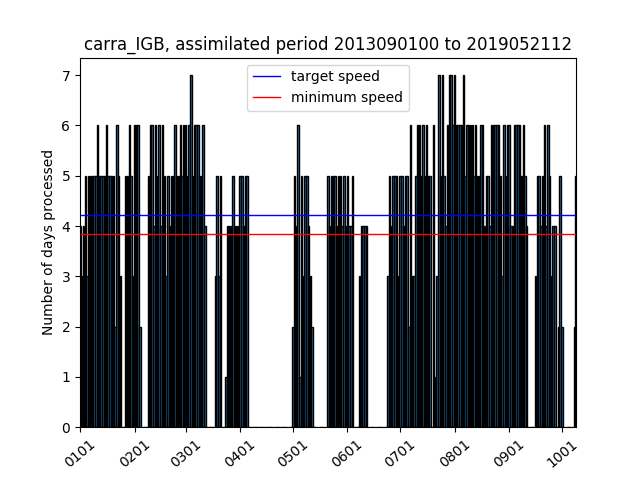 carra_IGB, assimilated period 2013090100 to 2019052112
target speed
minimum speed
Number of days processed
7
6
5
4
3
2
1
0
0101 0201 0301 0401 0501 0601 0701 0801 0901 1001